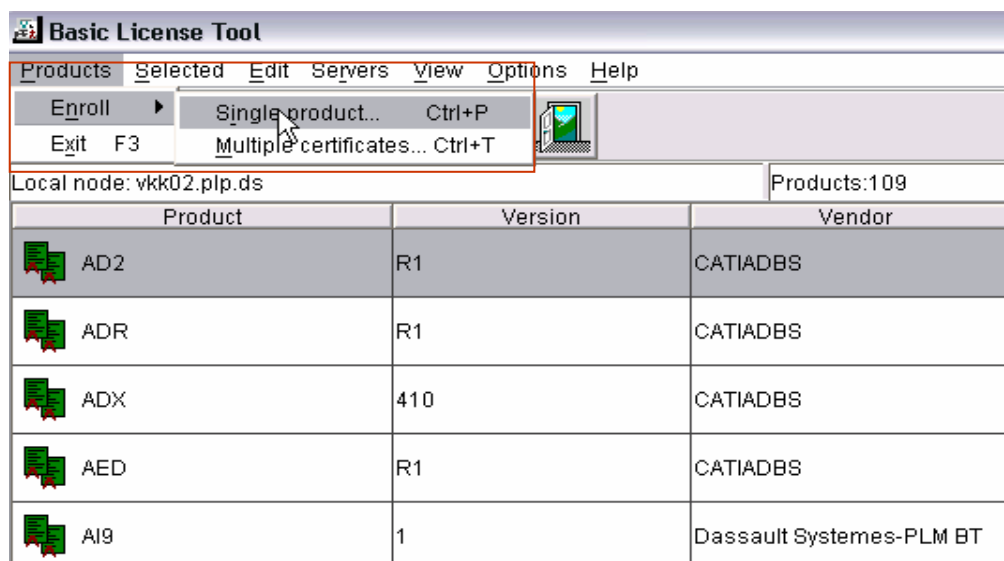 Basic License Tool
Products Selected Edit Servers View Options Help
Enroll Single product... Ctrl+P
Exit F3 Multiple certificates... Ctrl+T
Local node: vkk02.plp.ds Products:109
Product Version Vendor
AD2 R1 CATIADBS
ADR R1 CATIADBS
ADX 410 CATIADBS
AED R1 CATIADBS
AI9 1 Dassault Systemes-PLM BT